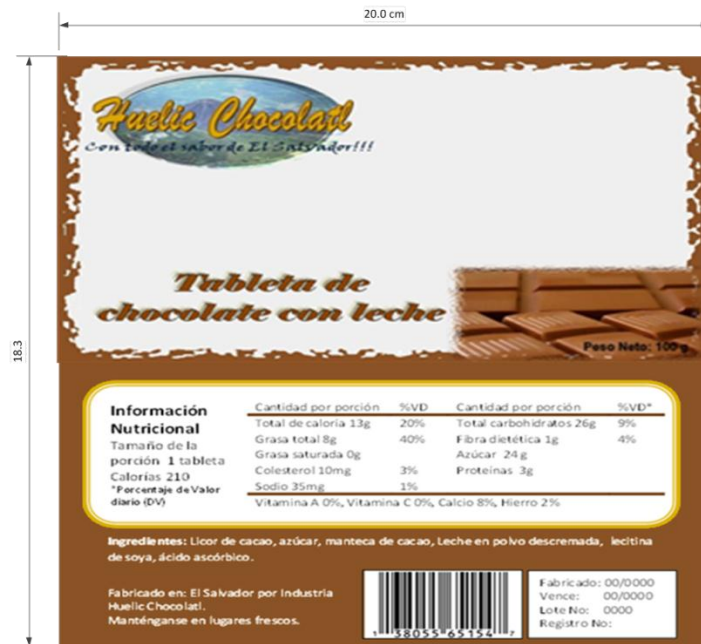 20.0 cm
18.3
Huelic Chocolatl
Con todo el sabor de El Salvador!!!
Tableta de
chocolate con leche
Peso Neto: 100 g
Información
Nutricional
Tamaño de la
porción 1 tableta
Calorías 210
*Porcentaje de Valor
diario (DV)
Cantidad por porción %VD Cantidad por porción %VD*
Total de caloría 13g 20% Total carbohidratos 26g 9%
Grasa total 8g 40% Fibra dietética 1g 4%
Grasa saturada 0g Azúcar 24 g
Colesterol 10mg 3% Proteínas 3g
Sodio 35mg 1%
Vitamina A 0%, Vitamina C 0%, Calcio 8%, Hierro 2%
Ingredientes: Licor de cacao, azúcar, manteca de cacao, Leche en polvo descremada, lecitina
de soya, ácido ascórbico.
Fabricado en: El Salvador por Industria
Huelic Chocolatl.
Manténganse en lugares frescos.
1 38055 65154 7
Fabricado: 00/0000
Vence: 00/0000
Lote No: 0000
Registro No: